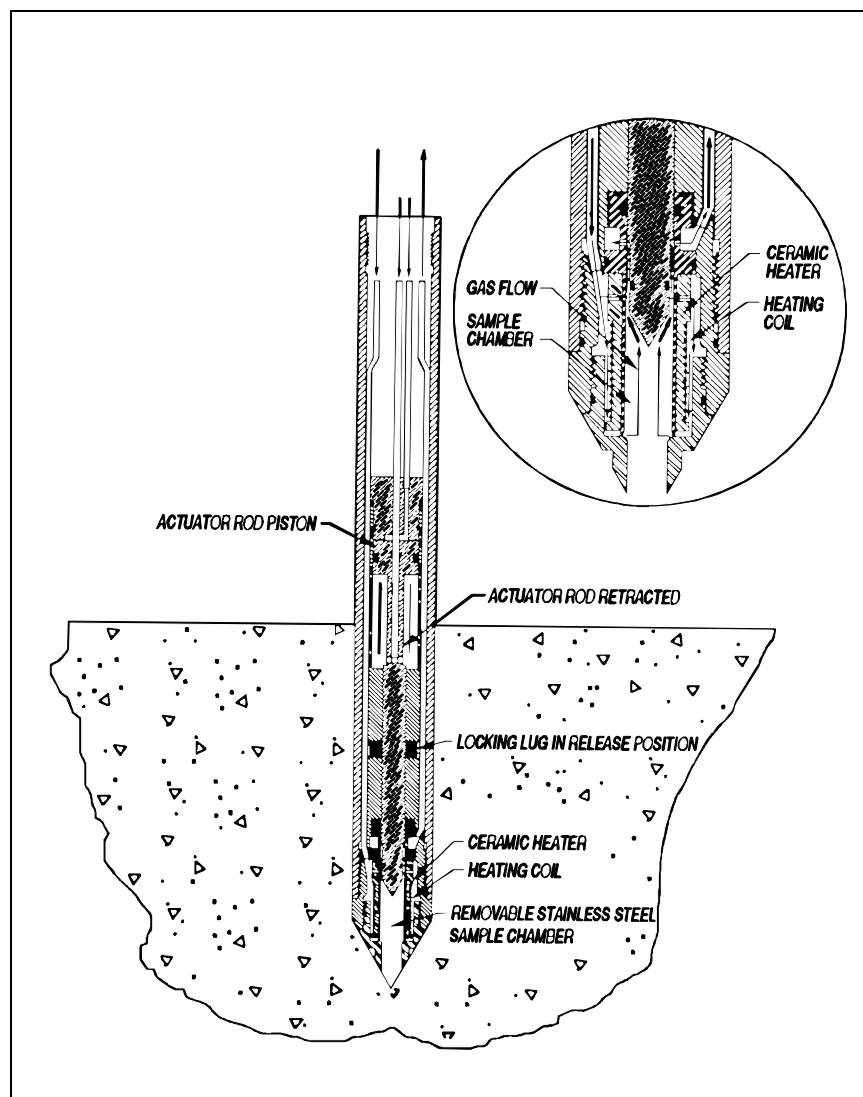 CERAMIC
HEATER
GAS FLOW
HEATING
COIL
SAMPLE
CHAMBER
ACTUATOR ROD PISTON
ACTUATOR ROD RETRACTED
LOCKING LUG IN RELEASE POSITION
CERAMIC HEATER
HEATING COIL
REMOVABLE STAINLESS STEEL
SAMPLE CHAMBER